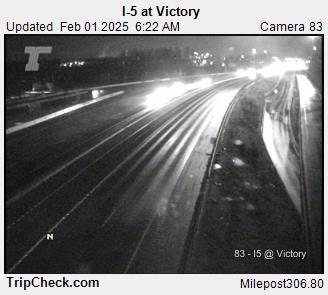 I-5 at Victory
Updated Feb 01 2025 6:22 AM Camera 83
T
N
83 - I5 @ Victory
TripCheck.com Milepost306.80